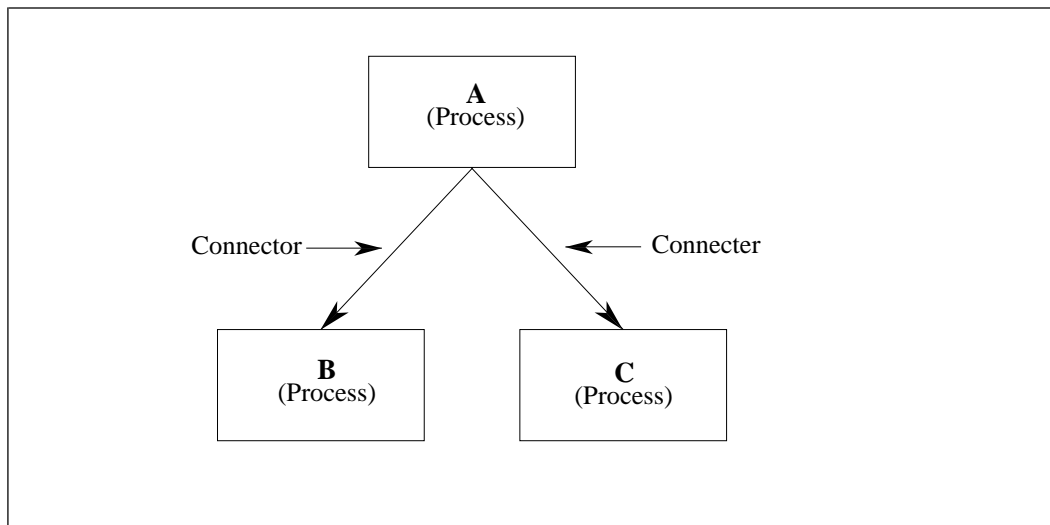 A
(Process)
Connector
Connecter
B
(Process)
C
(Process)